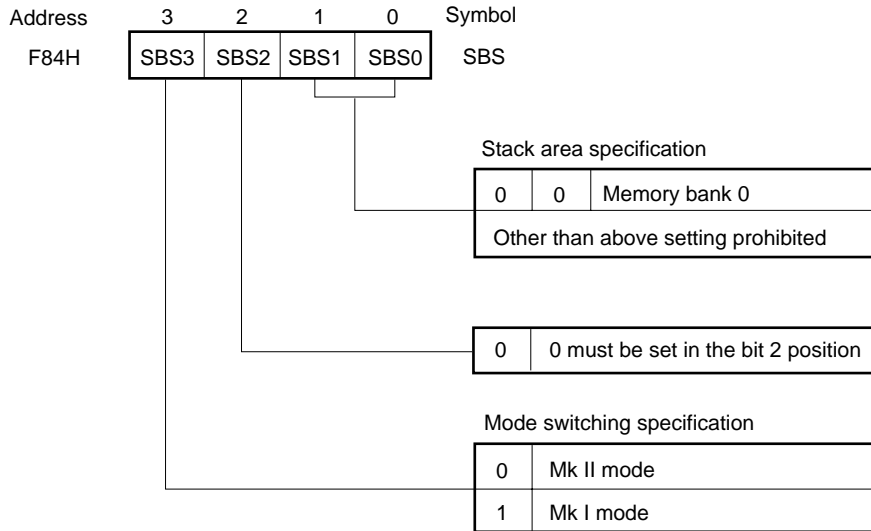 Address 3 2 1 0 Symbol
F84H SBS3 SBS2 SBS1 SBS0 SBS
Stack area specification
0 0 Memory bank 0
Other than above setting prohibited
0 0 must be set in the bit 2 position
Mode switching specification
0 Mk II mode
1 Mk I mode